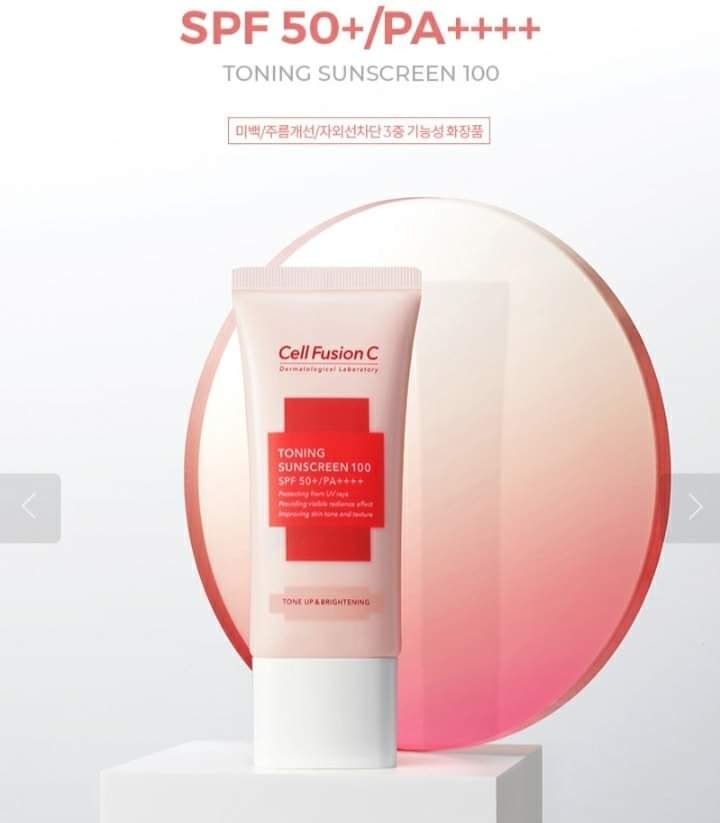 SPF 50+/PA++++
TONING SUNSCREEN 100
미백/주름개선/자외선차단 3중 기능성 화장품
Cell Fusion C
Dermatological Laboratory
TONING
SUNSCREEN 100
SPF 50+/PA++++
Protecting from UV rays
Providing visible radiance effect
Improving skin tone and texture
TONE UP & BRIGHTENING